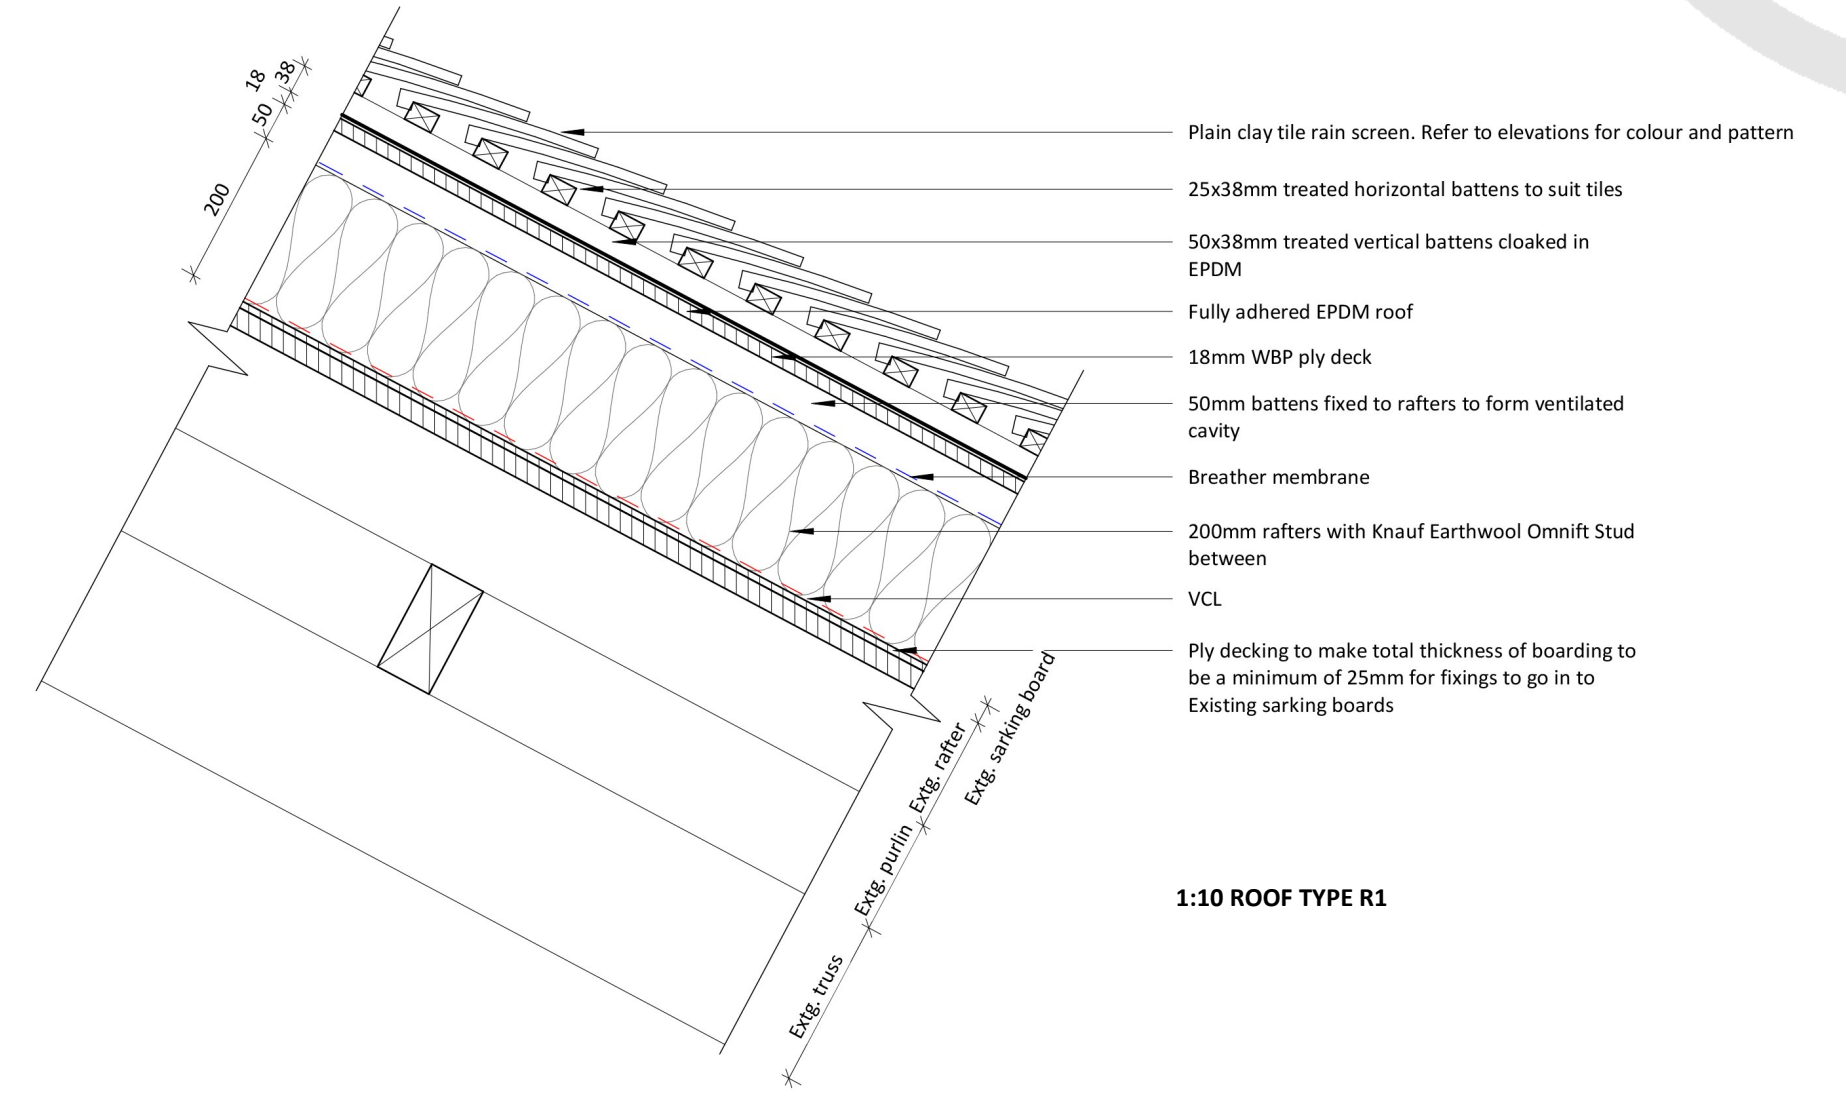 38
18
50
200
Plain clay tile rain screen. Refer to elevations for colour and pattern
25x38mm treated horizontal battens to suit tiles
50x38mm treated vertical battens cloaked in
EPDM
Fully adhered EPDM roof
18mm WBP ply deck
50mm battens fixed to rafters to form ventilated
cavity
Breather membrane
200mm rafters with Knauf Earthwool Omnift Stud
between
VCL
Ply decking to make total thickness of boarding to
be a minimum of 25mm for fixings to go in to
Existing sarking boards
Extg. sarking board
Extg. rafter
Extg. purlin
Extg. truss
1:10 ROOF TYPE R1